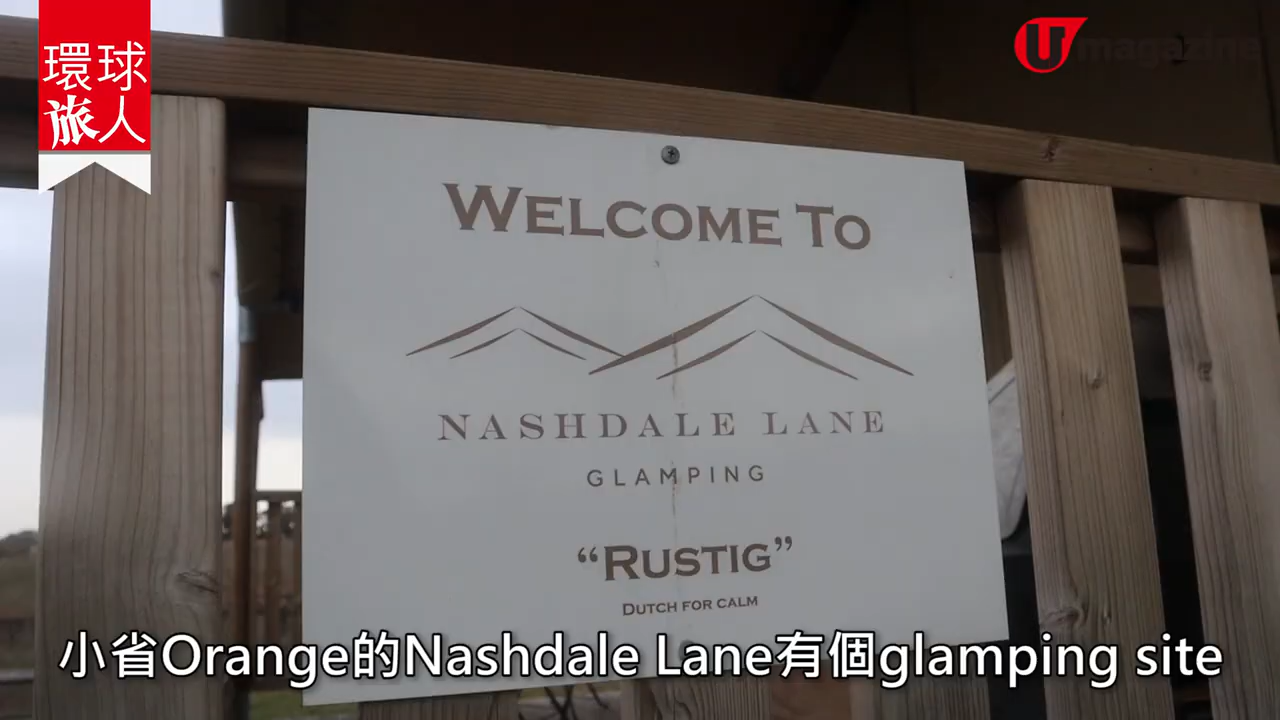 環球
旅人
U magazine
WELCOME TO
NASHDALE LANE
GLAMPING
“RUSTIG”
DUTCH FOR CALM
小省Orange的Nashdale Lane有個glamping site